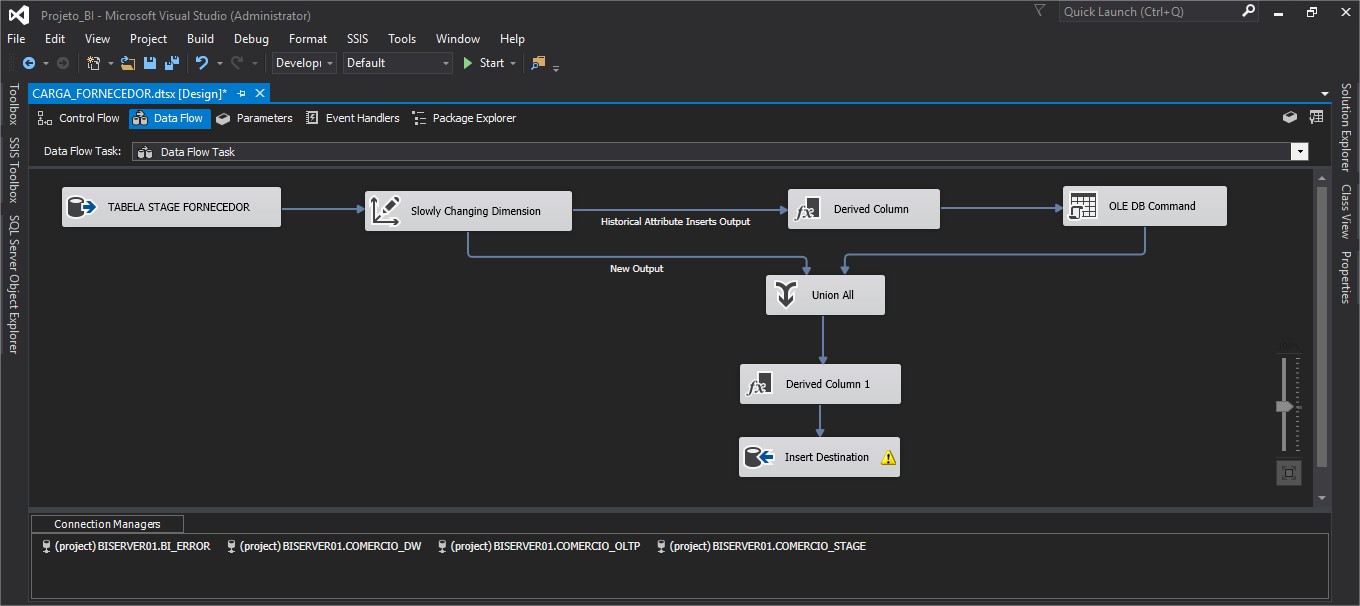 Projeto_BI - Microsoft Visual Studio (Administrator)
Quick Launch (Ctrl+Q)
File Edit View Project Build Debug Format SSIS Tools Window Help
Develop Default Start
CARGA_FORNECEDOR.dtsx [Design]*
Control Flow Data Flow Parameters Event Handlers Package Explorer
Data Flow Task: Data Flow Task
Toolbox
SSIS Toolbox
SQL Server Object Explorer
TABELA STAGE FORNECEDOR
Slowly Changing Dimension
Historical Attribute Inserts Output
Derived Column
OLE DB Command
New Output
Union All
Derived Column 1
Insert Destination
Solution Explorer
Class View
Properties
Connection Managers
(project) BISERVER01.BI_ERROR (project) BISERVER01.COMERCIO_DW (project) BISERVER01.COMERCIO_OLTP (project) BISERVER01.COMERCIO_STAGE